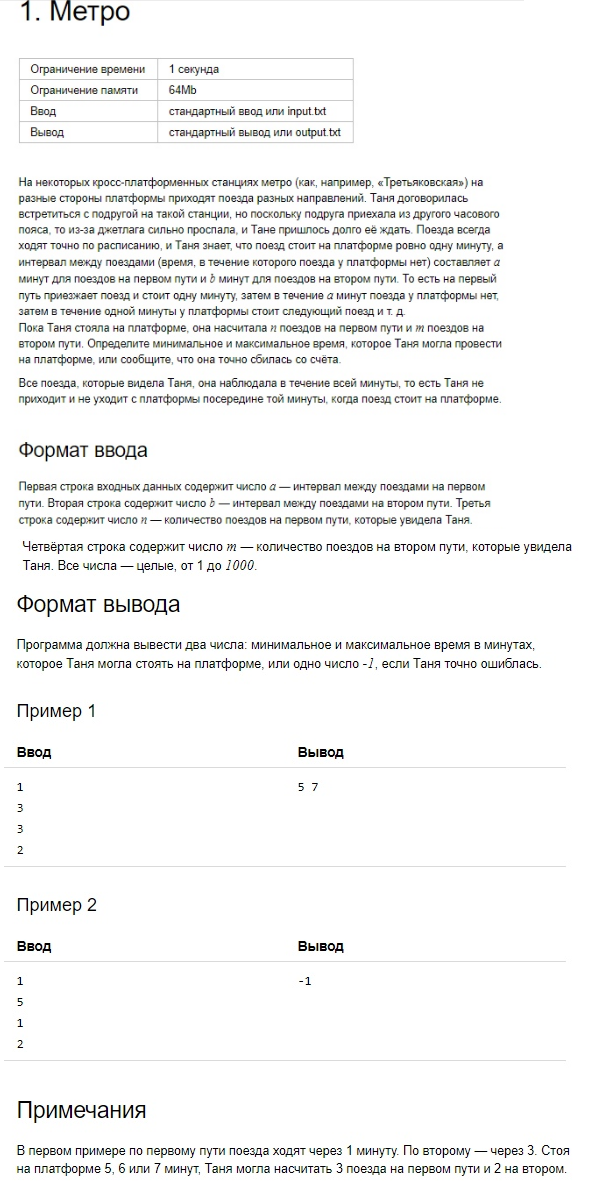 1. Метро
Ограничение времени 1 секунда
Ограничение памяти 64Mb
Ввод стандартный ввод или input.txt
Вывод стандартный вывод или output.txt
На некоторых кросс-платформенных станциях метро (как, например, «Третьяковская») на
разные стороны платформы приходят поезда разных направлений. Таня договорилась
встретиться с подругой на такой станции, но поскольку подруга приехала из другого часового
пояса, то из-за джетлага сильно проспала, и Тане пришлось долго её ждать. Поезда всегда
ходят точно по расписанию, и Таня знает, что поезд стоит на платформе ровно одну минуту, а
интервал между поездами (время, в течение которого поезда у платформы нет) составляет a
минут для поездов на первом пути и b минут для поездов на втором пути. То есть на первый
путь приезжает поезд и стоит одну минуту, затем в течение a минут поезда у платформы нет,
затем в течение одной минуты у платформы стоит следующий поезд и т. д.
Пока Таня стояла на платформе, она насчитала n поездов на первом пути и m поездов на
втором пути. Определите минимальное и максимальное время, которое Таня могла провести
на платформе, или сообщите, что она точно сбилась со счёта.
Все поезда, которые видела Таня, она наблюдала в течение всей минуты, то есть Таня не
приходит и не уходит с платформы посередине той минуты, когда поезд стоит на платформе.
Формат ввода
Первая строка входных данных содержит число a — интервал между поездами на первом
пути. Вторая строка содержит число b — интервал между поездами на втором пути. Третья
строка содержит число n — количество поездов на первом пути, которые увидела Таня.
Четвёртая строка содержит число m — количество поездов на втором пути, которые увидела
Таня. Все числа — целые, от 1 до 1000.
Формат вывода
Программа должна вывести два числа: минимальное и максимальное время в минутах,
которое Таня могла стоять на платформе, или одно число -1, если Таня точно ошиблась.
Пример 1
Ввод Вывод
1 5 7
3
3
2
Пример 2
Ввод Вывод
1 -1
5
1
2
Примечания
В первом примере по первому пути поезда ходят через 1 минуту. По второму — через 3. Стоя
на платформе 5, 6 или 7 минут, Таня могла насчитать 3 поезда на первом пути и 2 на втором.